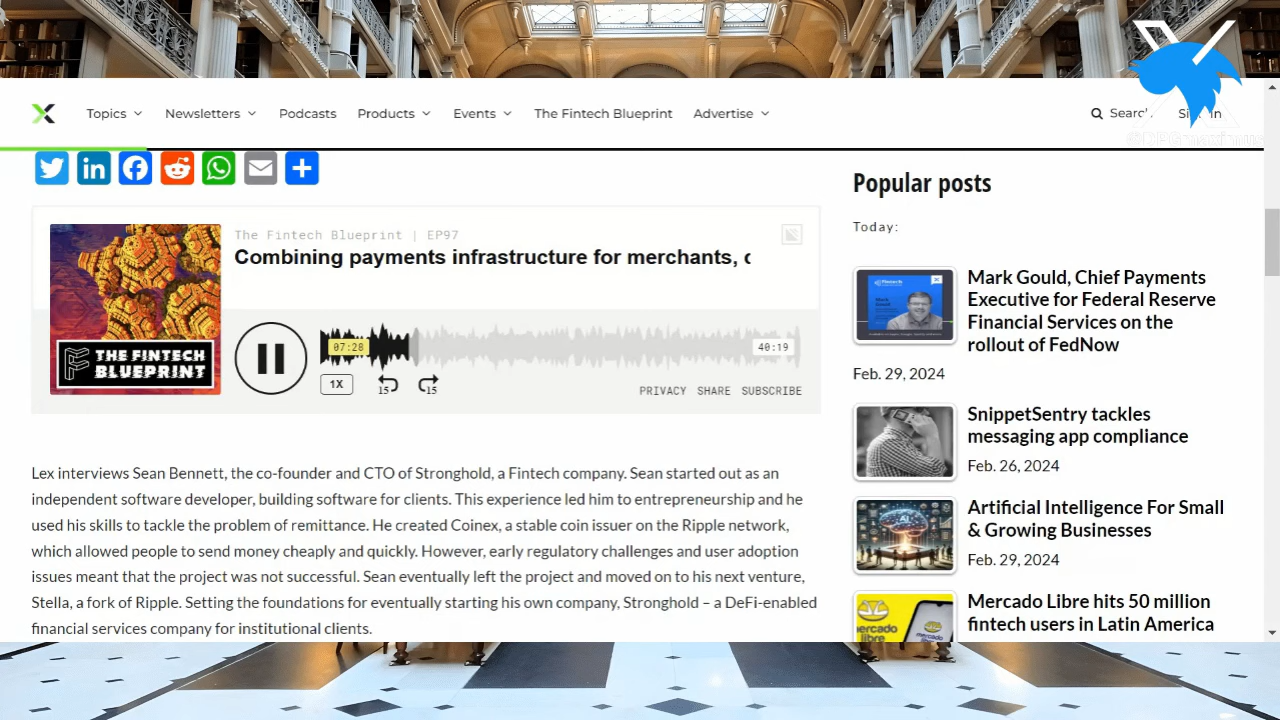 Topics
Newsletters
Podcasts
Products
Events
The Fintech Blueprint
Advertise
Search
The Fintech Blueprint | EP97
Combining payments infrastructure for merchants,
07:20
40:19
1X
15
15
PRIVACY SHARE SUBSCRIBE
THE FINTECH
BLUEPRINT
Lex interviews Sean Bennett, the co-founder and CTO of Stronghold, a Fintech company. Sean started out as an
independent software developer, building software for clients. This experience led him to entrepreneurship and he
used his skills to tackle the problem of remittance. He created Coinex, a stable coin issuer on the Ripple network,
which allowed people to send money cheaply and quickly. However, early regulatory challenges and user adoption
issues meant that the project was not successful. Sean eventually left the project and moved on to his next venture,
Stella, a fork of Ripple. Setting the foundations for eventually starting his own company, Stronghold – a DeFi-enabled
financial services company for institutional clients.
Popular posts
Today:
Mark Gould, Chief Payments
Executive for Federal Reserve
Financial Services on the
rollout of FedNow
Feb. 29, 2024
SnippetSentry tackles
messaging app compliance
Feb. 26, 2024
Artificial Intelligence For Small
& Growing Businesses
Feb. 29, 2024
mercado
libre
Mercado Libre hits 50 million
fintech users in Latin America